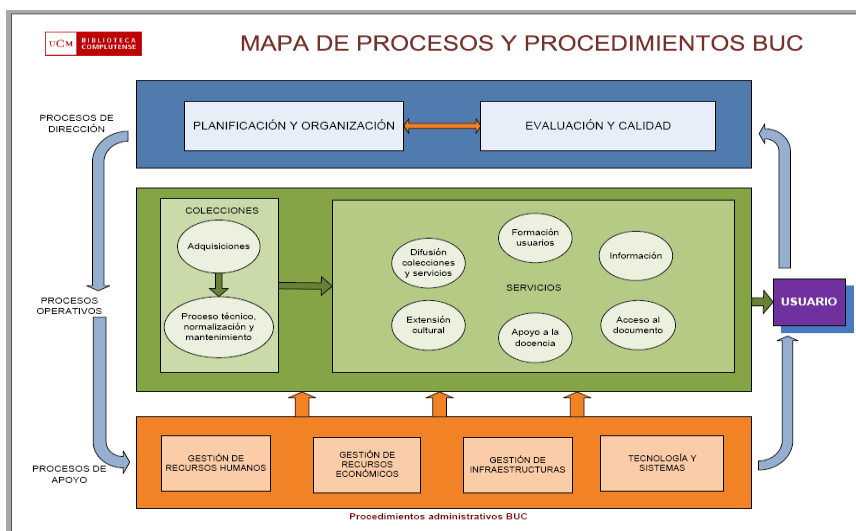 UCM
BIBLIOTECA
COMPLUTENSE
MAPA DE PROCESOS Y PROCEDIMIENTOS BUC
PROCESOS DE
DIRECCIÓN
PLANIFICACIÓN Y ORGANIZACIÓN
EVALUACIÓN Y CALIDAD
PROCESOS
OPERATIVOS
COLECCIONES
Adquisiciones
Proceso técnico,
normalización y
mantenimiento
Difusión
colecciones
y servicios
Formación
usuarios
Información
SERVICIOS
Extensión
cultural
Apoyo a la
docencia
Acceso al
documento
USUARIO
PROCESOS DE
APOYO
GESTIÓN DE
RECURSOS HUMANOS
GESTIÓN DE
RECURSOS
ECONÓMICOS
GESTIÓN DE
INFRAESTRUCTURAS
TECNOLOGÍA Y
SISTEMAS
Procedimientos administrativos BUC